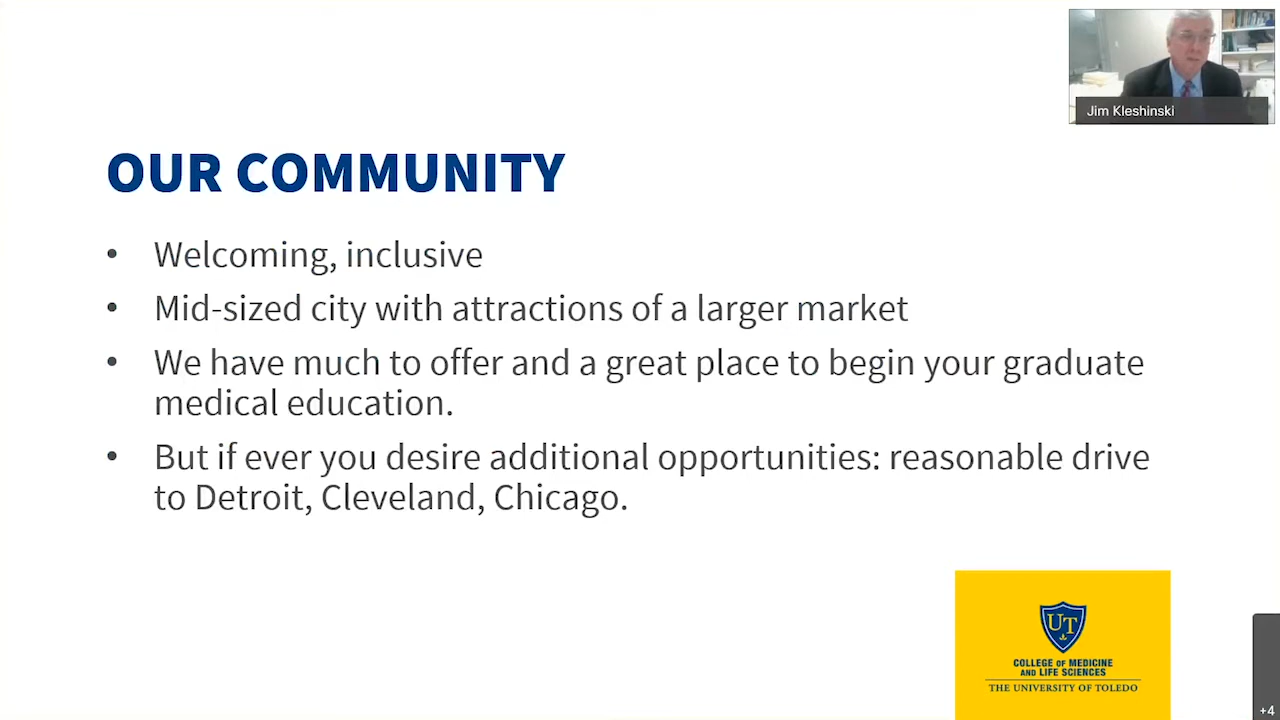 Jim Kleshinski
OUR COMMUNITY
• Welcoming, inclusive
• Mid-sized city with attractions of a larger market
• We have much to offer and a great place to begin your graduate
medical education.
• But if ever you desire additional opportunities: reasonable drive
to Detroit, Cleveland, Chicago.
UT
COLLEGE OF MEDICINE
AND LIFE SCIENCES
THE UNIVERSITY OF TOLEDO
+4